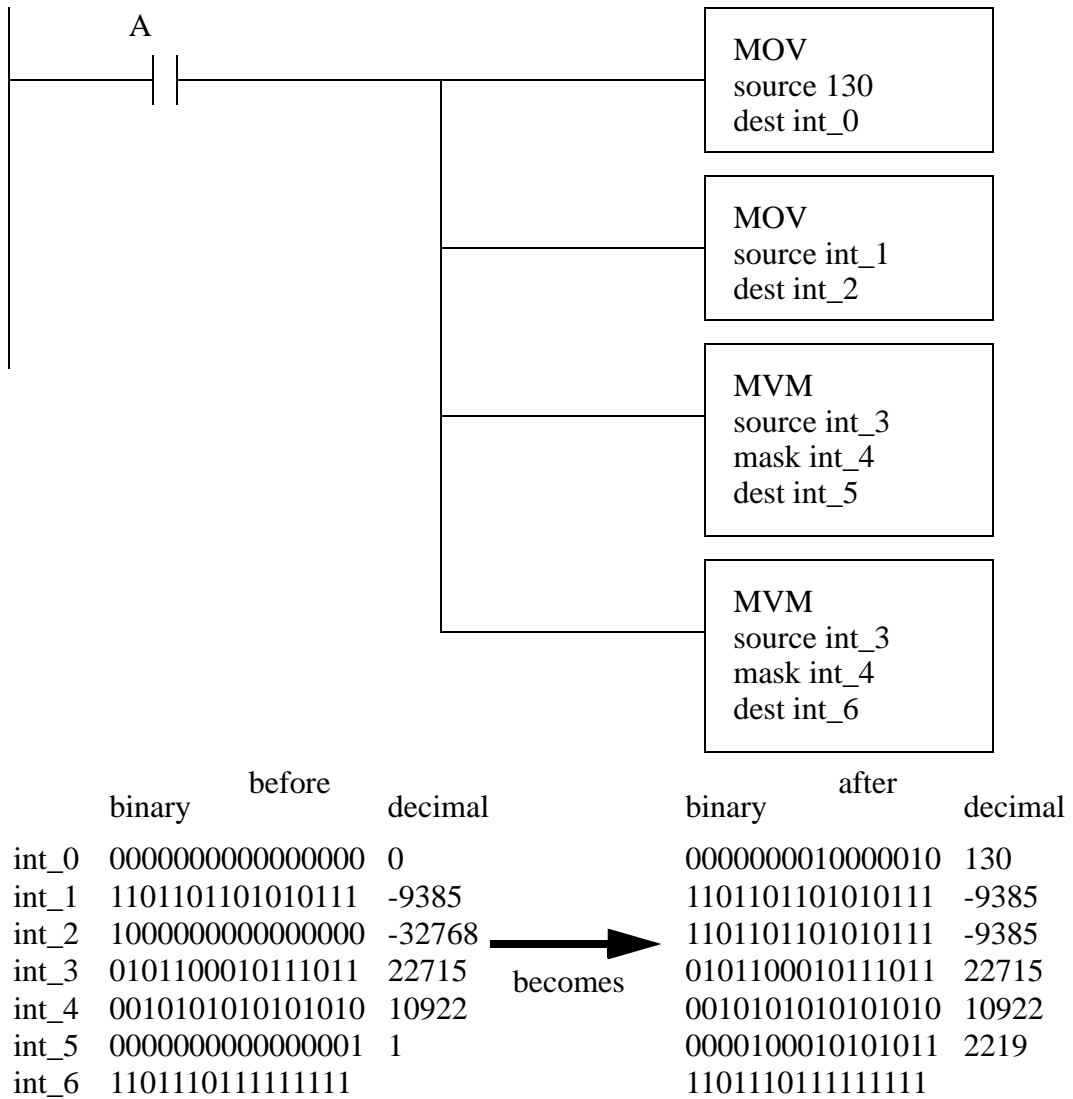 A
MOV
source 130
dest int_0
MOV
source int_1
dest int_2
MVM
source int_3
mask int_4
dest int_5
MVM
source int_3
mask int_4
dest int_6
before after
binary decimal binary decimal
int_0 0000000000000000 0 0000000010000010 130
int_1 1101101101010111 -9385 1101101101010111 -9385
int_2 1000000000000000 -32768 1101101101010111 -9385
int_3 0101100010111011 22715 0101100010111011 22715
becomes
int_4 0010101010101010 10922 0010101010101010 10922
int_5 0000000000000001 1 0000100010101011 2219
int_6 1101110111111111 1101110111111111